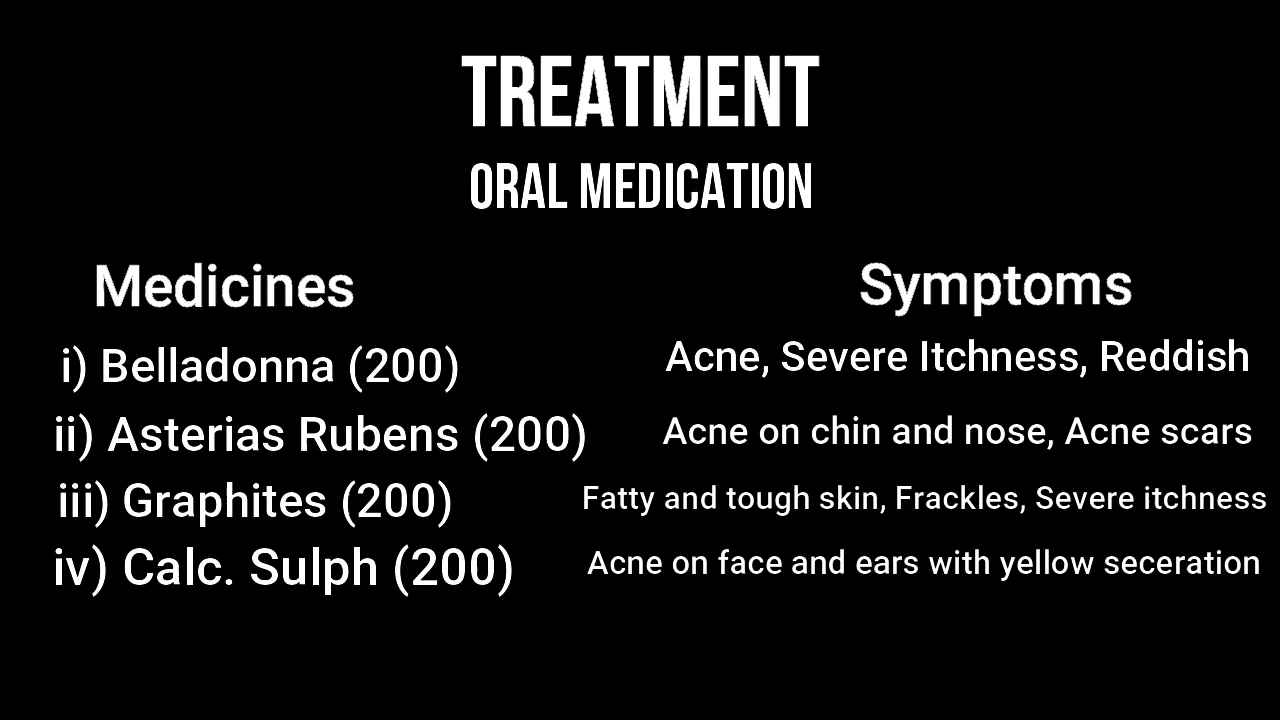 TREATMENT
ORAL MEDICATION
Medicines Symptoms
i) Belladonna (200) Acne, Severe Itchness, Reddish
ii) Asterias Rubens (200) Acne on chin and nose, Acne scars
iii) Graphites (200) Fatty and tough skin, Frackles, Severe itchness
iv) Calc. Sulph (200) Acne on face and ears with yellow seceration